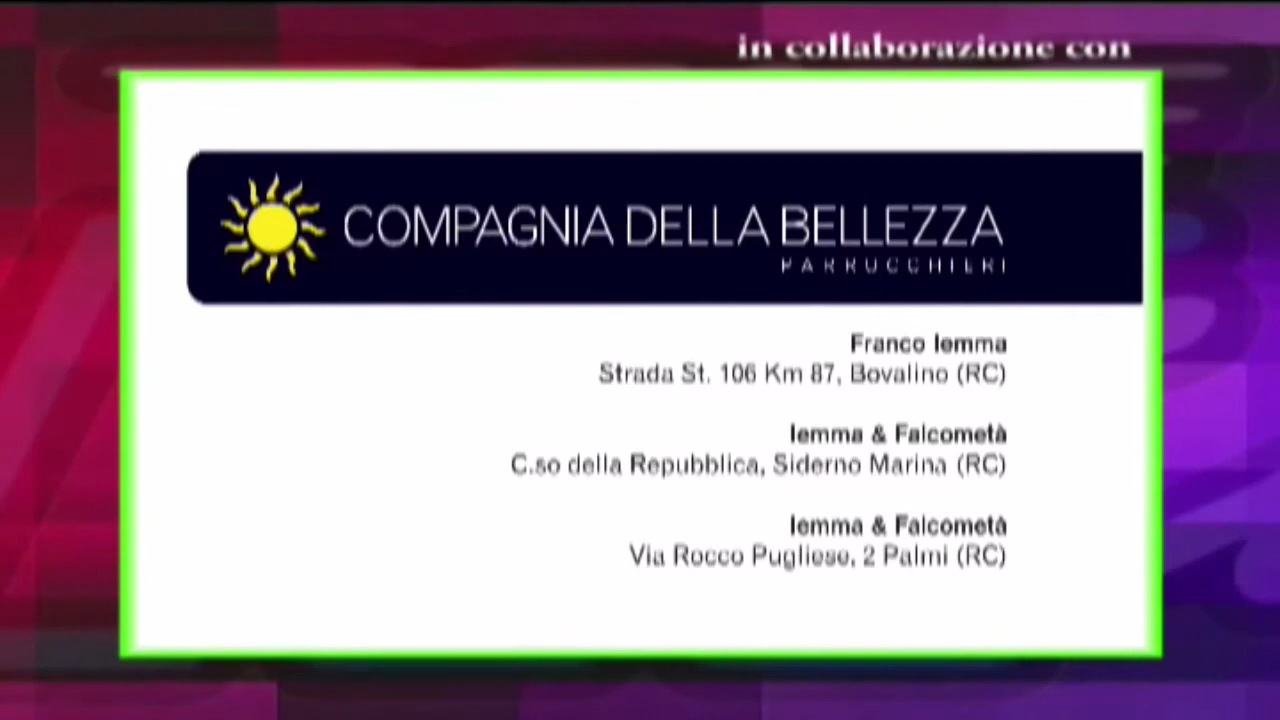 in collaborazione con
COMPAGNIA DELLA BELLEZZA
PARRUCCHIERI
Franco Iemma
Strada St. 106 Km 87, Bovalino (RC)
Iemma & Falcometà
C.so della Repubblica, Siderno Marina (RC)
Iemma & Falcometà
Via Rocco Pugliese, 2 Palmi (RC)